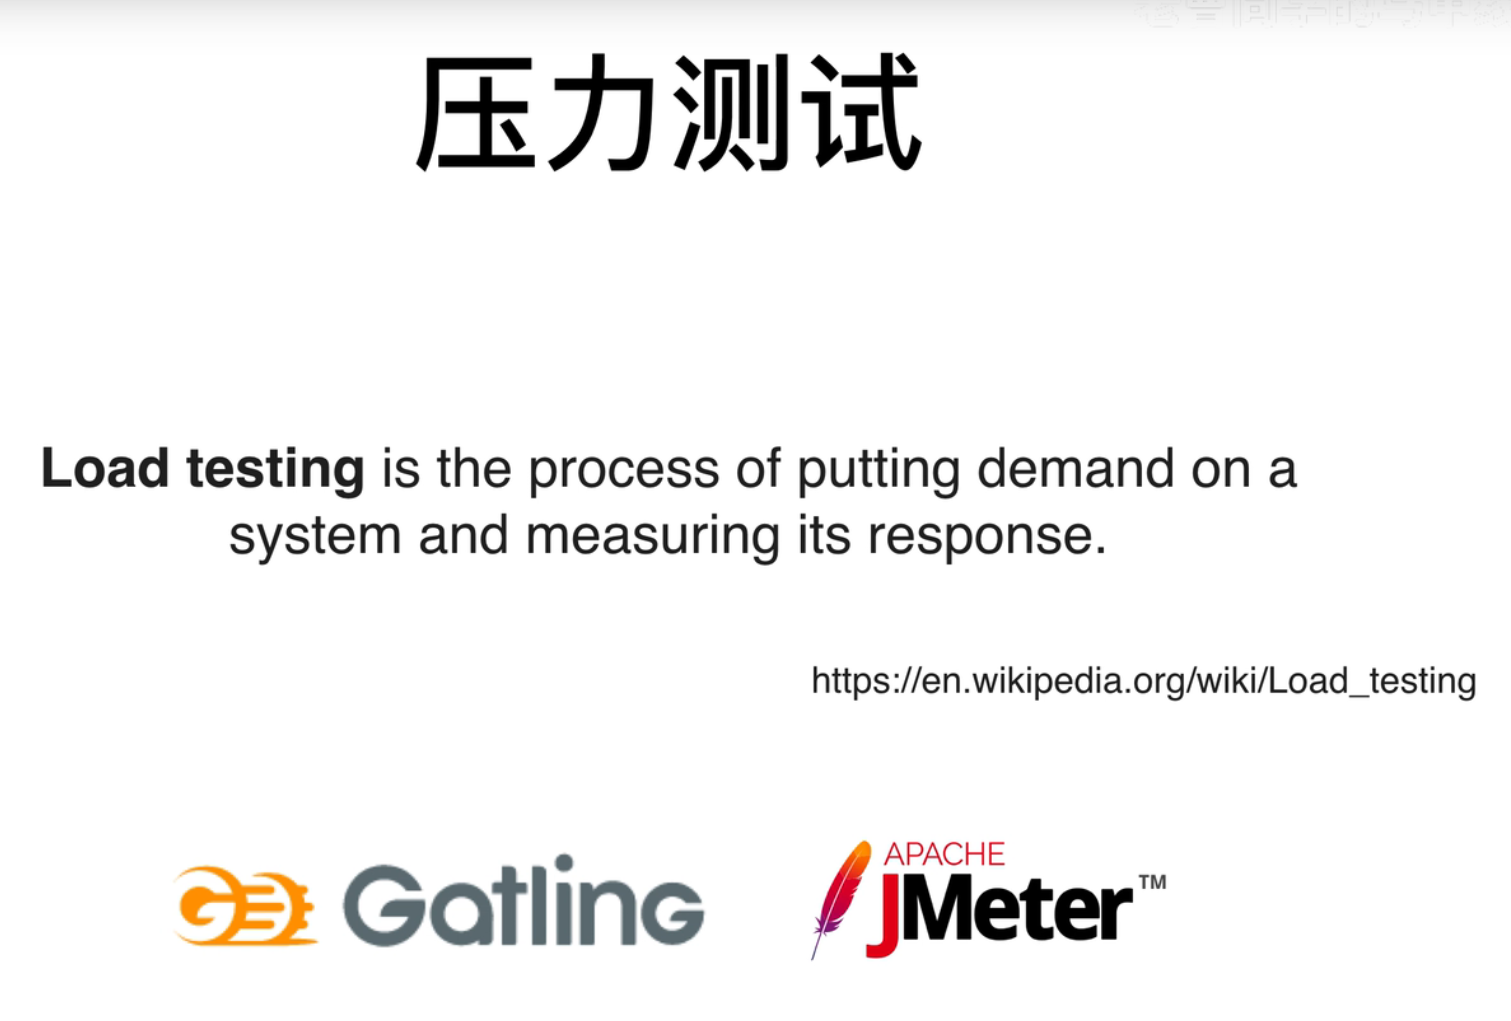 压力测试
Load testing is the process of putting demand on a
system and measuring its response.
https://en.wikipedia.org/wiki/Load_testing
Gatling
APACHE
JMeter™